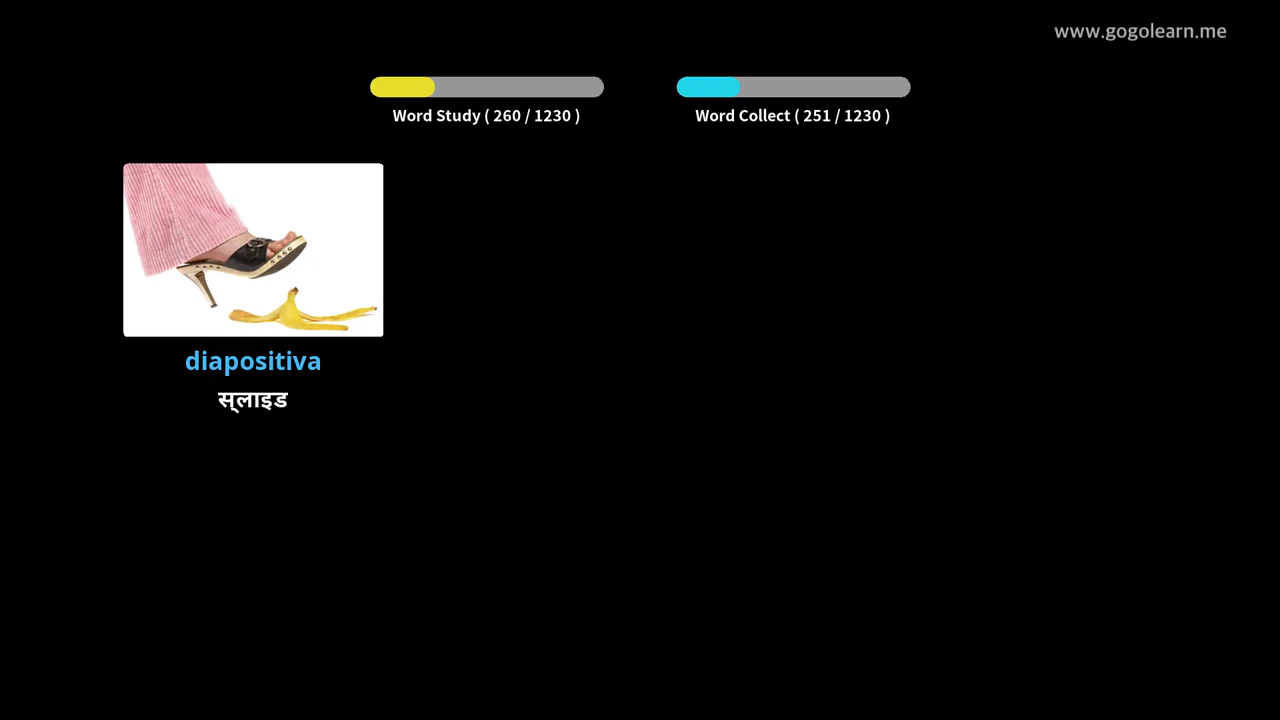 www.gogolearn.me
Word Study ( 260 / 1230 )
Word Collect ( 251 / 1230 )
diapositiva
स्लाइड